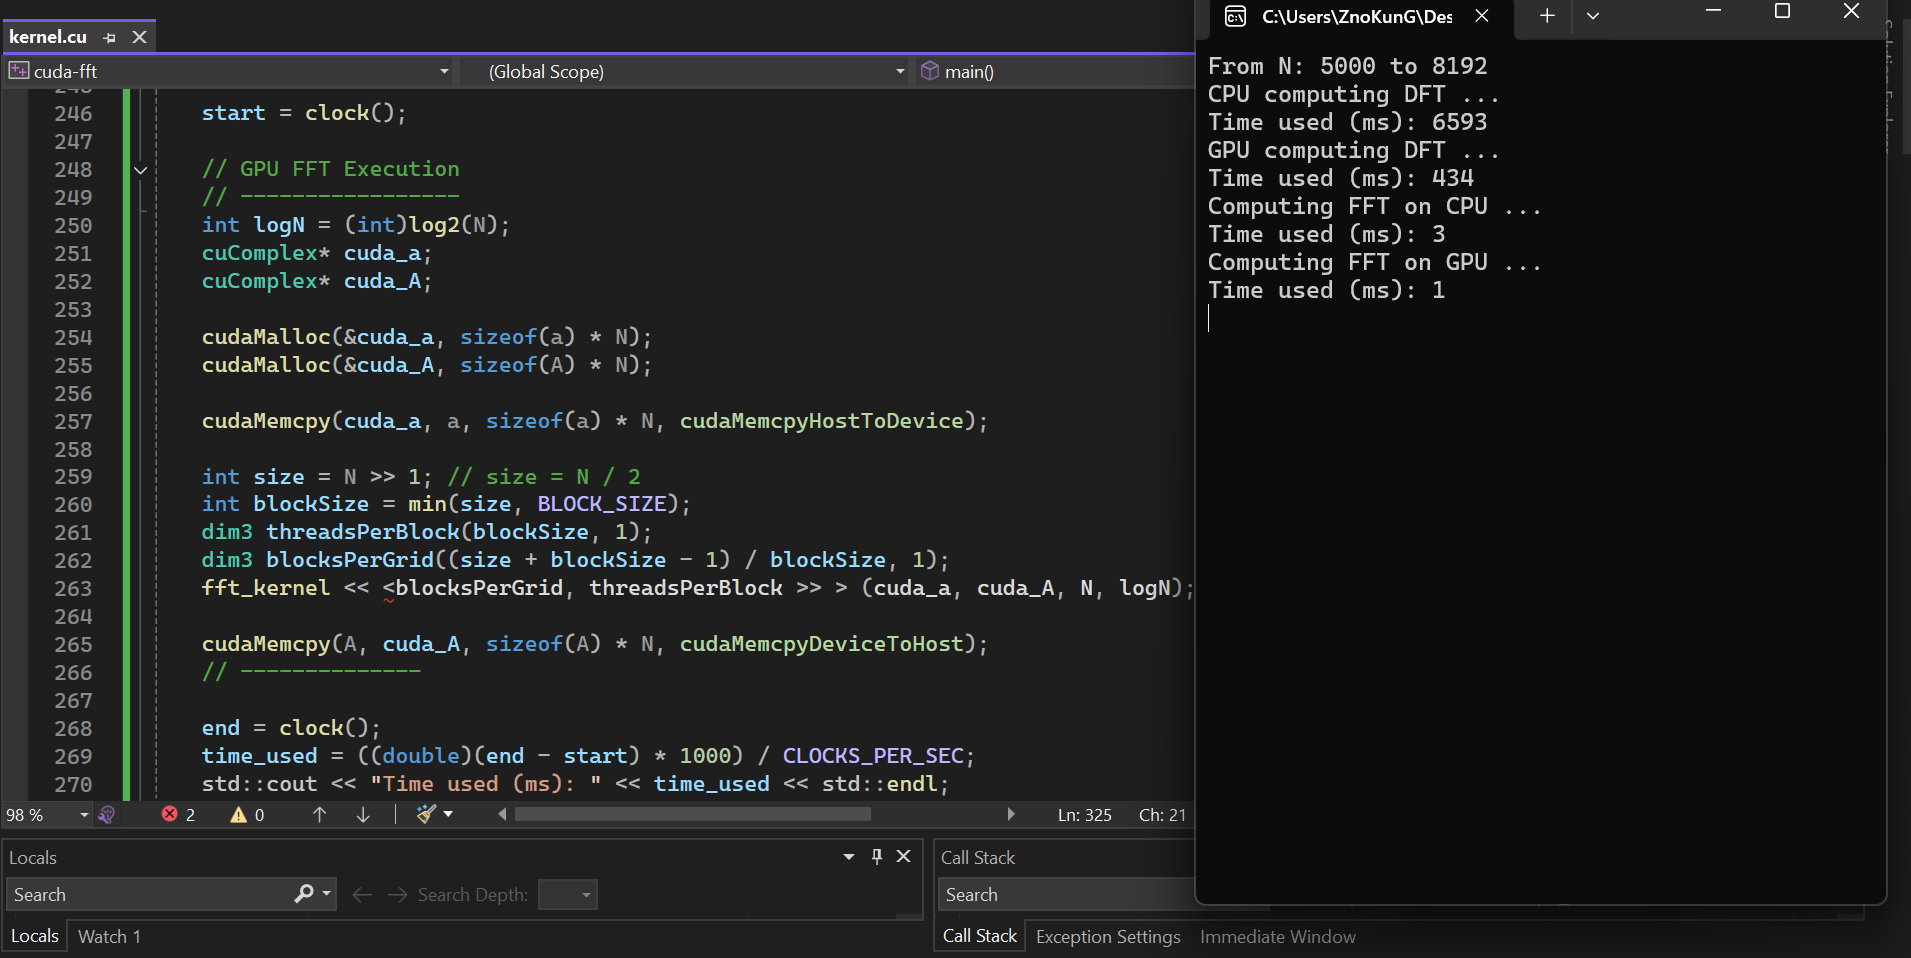 kernel.cu
cuda-fft
(Global Scope)
main()
246 start = clock();
247
248 // GPU FFT Execution
249 // -----------------
250 int logN = (int)log2(N);
251 cuComplex* cuda_a;
252 cuComplex* cuda_A;
253
254 cudaMalloc(&cuda_a, sizeof(a) * N);
255 cudaMalloc(&cuda_A, sizeof(A) * N);
256
257 cudaMemcpy(cuda_a, a, sizeof(a) * N, cudaMemcpyHostToDevice);
258
259 int size = N >> 1; // size = N / 2
260 int blockSize = min(size, BLOCK_SIZE);
261 dim3 threadsPerBlock(blockSize, 1);
262 dim3 blocksPerGrid((size + blockSize - 1) / blockSize, 1);
263 fft_kernel << <blocksPerGrid, threadsPerBlock >> > (cuda_a, cuda_A, N, logN);
264
265 cudaMemcpy(A, cuda_A, sizeof(A) * N, cudaMemcpyDeviceToHost);
266 // --------------
267
268 end = clock();
269 time_used = ((double)(end - start) * 1000) / CLOCKS_PER_SEC;
270 std::cout << "Time used (ms): " << time_used << std::endl;
98 %
2
0
Ln: 325
Ch: 21
Locals
Search
Search Depth:
Locals
Watch 1
Call Stack
Search
Call Stack
Exception Settings
Immediate Window
C:\Users\ZnoKunG\Des
From N: 5000 to 8192
CPU computing DFT ...
Time used (ms): 6593
GPU computing DFT ...
Time used (ms): 434
Computing FFT on CPU ...
Time used (ms): 3
Computing FFT on GPU ...
Time used (ms): 1